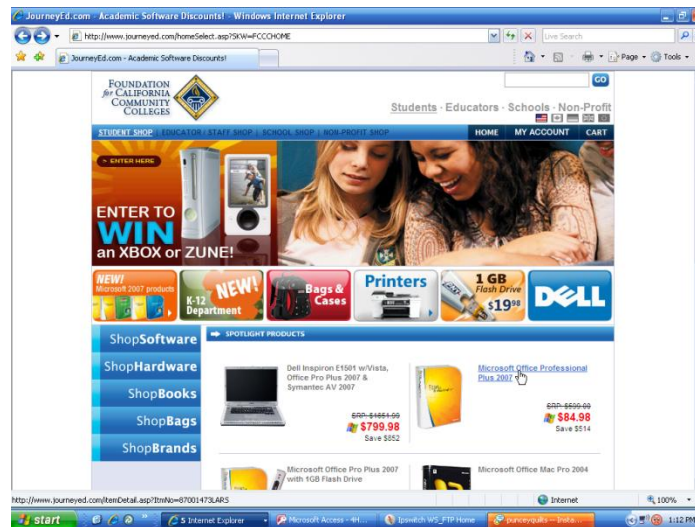 JourneyEd.com - Academic Software Discounts! - Windows Internet Explorer
http://www.journeyed.com/homeSelect.asp?SKW=FCCCHOME
Live Search
JourneyEd.com - Academic Software Discounts!
Page
Tools
FOUNDATION
for CALIFORNIA
COMMUNITY
COLLEGES
GO
Students · Educators · Schools · Non-Profit
STUDENT SHOP | EDUCATOR / STAFF SHOP | SCHOOL SHOP | NON-PROFIT SHOP
HOME MY ACCOUNT CART
ENTER HERE
ENTER TO
WIN
an XBOX or ZUNE!
NEW!
Microsoft 2007 products
K-12
Department
NEW!
Bags &
Cases
Printers
1 GB
Flash Drive
$19.98
DELL
ShopSoftware
ShopHardware
ShopBooks
ShopBags
ShopBrands
SPOTLIGHT PRODUCTS
Dell Inspiron E1501 w/Vista,
Office Pro Plus 2007 &
Symantec AV 2007
SRP: $1651.99
$799.98
Save $852
Microsoft Office Professional
Plus 2007
SRP: $599.00
$84.98
Save $514
Microsoft Office Pro Plus 2007
with 1GB Flash Drive
Microsoft Office Mac Pro 2004
http://www.journeyed.com/itemDetail.asp?ItmNo=87001473LARS
Internet
100%
start
5 Internet Explorer
Microsoft Access - 4H...
Ipswitch WS_FTP Home
punceyquilts - Insta...
1:12 PM